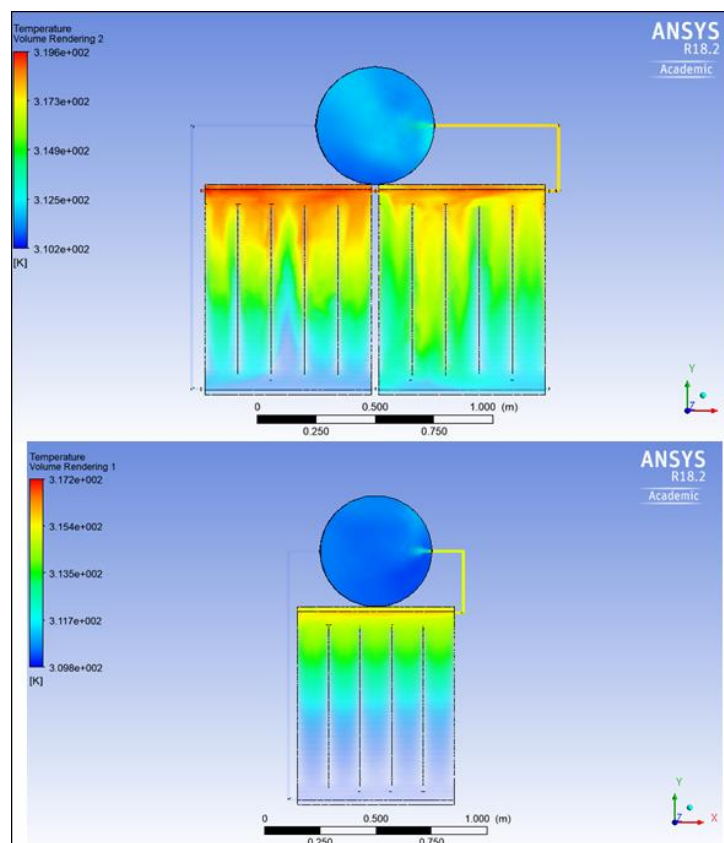 Temperature
Volume Rendering 2
3.196e+002
3.173e+002
3.149e+002
3.125e+002
3.102e+002
[K]
ANSYS
R18.2
Academic
0 0.500 1.000 (m)
0.250 0.750
Y
Z
Temperature
Volume Rendering 1
3.172e+002
3.154e+002
3.135e+002
3.117e+002
3.098e+002
[K]
ANSYS
R18.2
Academic
0 0.500 1.000 (m)
0.250 0.750
Y
Z X